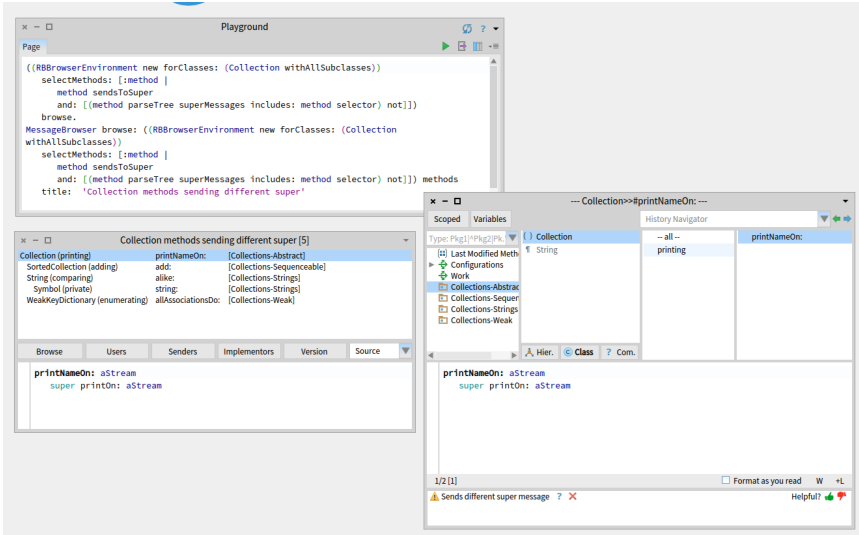 Playground
?
Page
((RBBrowserEnvironment new forClasses: (Collection withAllSubclasses))
selectMethods: [:method |
method sendsToSuper
and: [(method parseTree superMessages includes: method selector) not]])
browse.
MessageBrowser browse: ((RBBrowserEnvironment new forClasses: (Collection
withAllSubclasses))
selectMethods: [:method |
method sendsToSuper
and: [(method parseTree superMessages includes: method selector) not]]) methods
title: 'Collection methods sending different super'
Collection methods sending different super [5]
Collection (printing) printNameOn: [Collections-Abstract]
SortedCollection (adding) add: [Collections-Sequenceable]
String (comparing) alike: [Collections-Strings]
Symbol (private) string: [Collections-Strings]
WeakKeyDictionary (enumerating) allAssociationsDo: [Collections-Weak]
Browse Users Senders Implementors Version Source
printNameOn: aStream
super printOn: aStream
--- Collection>>#printNameOn: ---
Scoped Variables History Navigator
Type: Pkg1|^Pkg2|Pk.
Last Modified Meth
Configurations
Work
Collections-Abstrac
Collections-Sequen
Collections-Strings
Collections-Weak
( ) Collection
¶ String
Hier. Class ? Com.
-- all --
printing
printNameOn:
printNameOn: aStream
super printOn: aStream
1/2 [1] Format as you read W +L
Sends different super message ? Helpful?